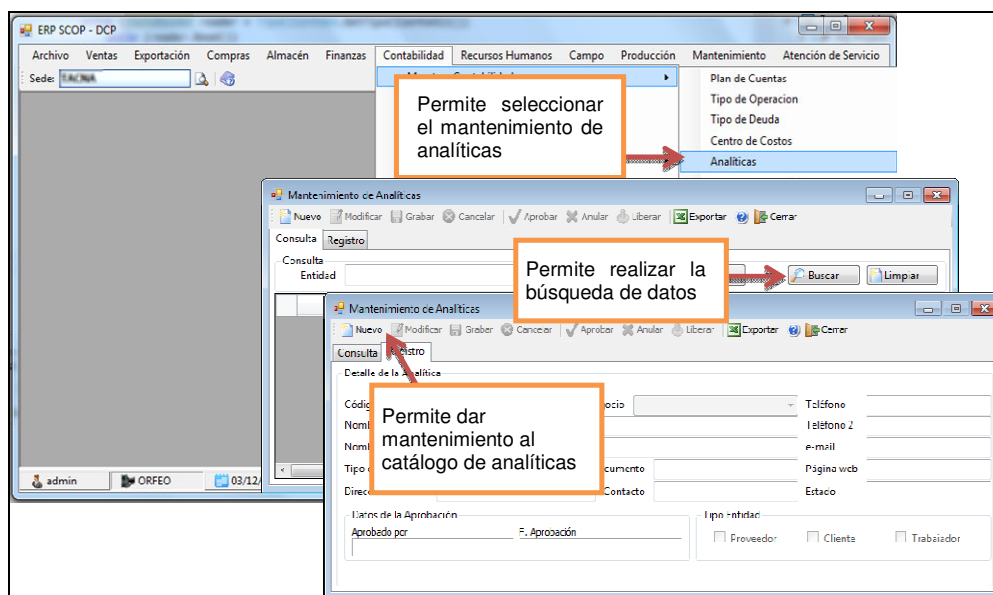 ERP SCOP - DCP
Archivo Ventas Exportación Compras Almacén Finanzas Contabilidad Recursos Humanos Campo Producción Mantenimiento Atención de Servicio
Sede: TACNA
Plan de Cuentas
Tipo de Operacion
Tipo de Deuda
Centro de Costos
Analíticas
Permite seleccionar
el mantenimiento de
analíticas
Mantenimiento de Analíticas
Nuevo Modificar Grabar Cancelar Aprobar Anular Liberar Exportar Cerrar
Consulta Registro
Consulta
Entidad
Buscar Limpiar
Permite realizar la
búsqueda de datos
Mantenimiento de Analíticas
Nuevo Modificar Grabar Cancelar Aprobar Anular Liberar Exportar Cerrar
Consulta
Detalle de la Analítica
Teléfono
Teléfono 2
e-mail
Página web
Contacto Estado
Permite dar
mantenimiento al
catálogo de analíticas
Datos de la Aprobación
Aprobado por F. Aprobación
Tipo Entidad
Proveedor Cliente Trabajador
admin ORFEO 03/12/